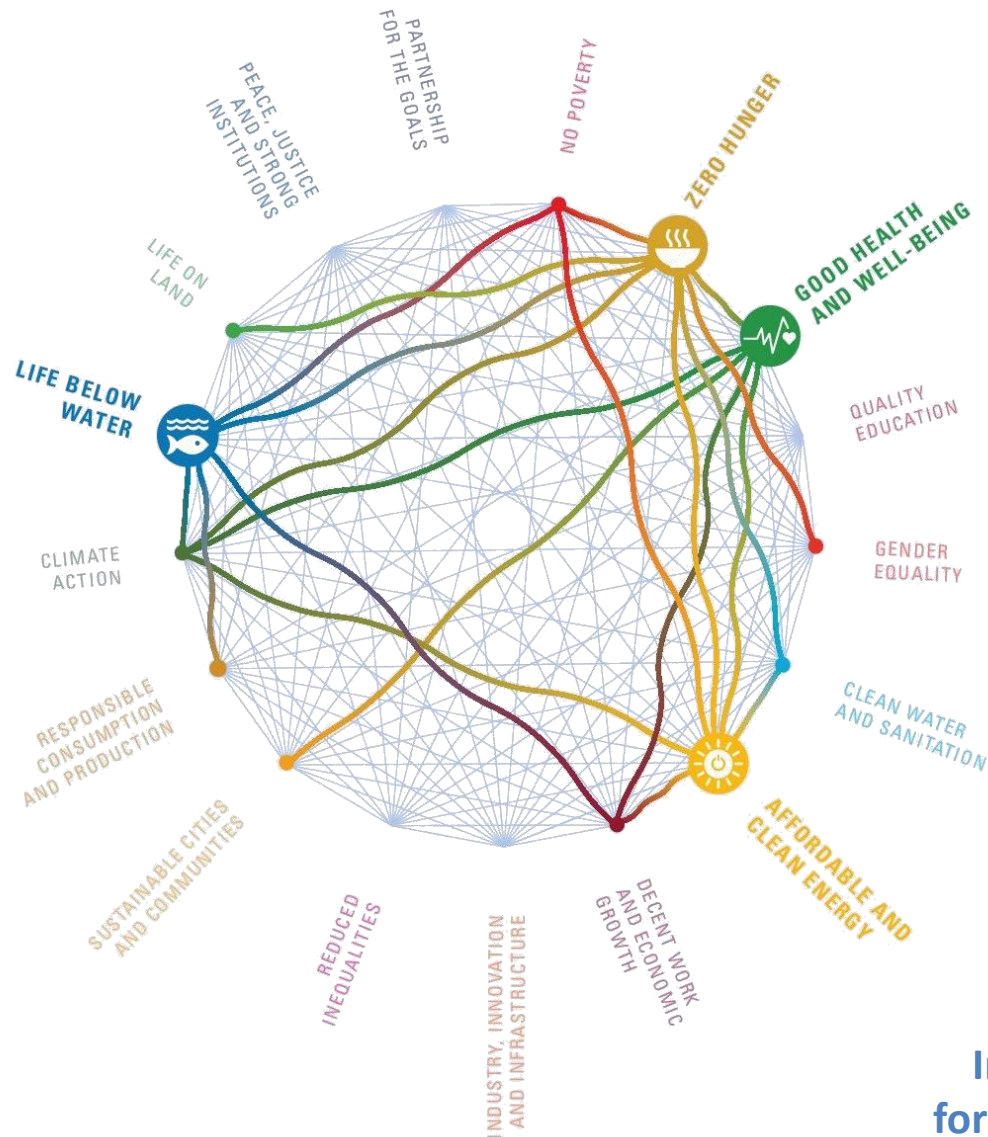 PARTNERSHIP
FOR THE GOALS
NO POVERTY
ZERO HUNGER
GOOD HEALTH
AND WELL-BEING
QUALITY
EDUCATION
GENDER
EQUALITY
CLEAN WATER
AND SANITATION
AFFORDABLE AND
CLEAN ENERGY
DECENT WORK
AND ECONOMIC
GROWTH
INDUSTRY, INNOVATION
AND INFRASTRUCTURE
REDUCED
INEQUALITIES
SUSTAINABLE CITIES
AND COMMUNITIES
RESPONSIBLE
CONSUMPTION
AND PRODUCTION
CLIMATE
ACTION
LIFE BELOW
WATER
LIFE ON
LAND
PEACE, JUSTICE
AND STRONG
INSTITUTIONS
for